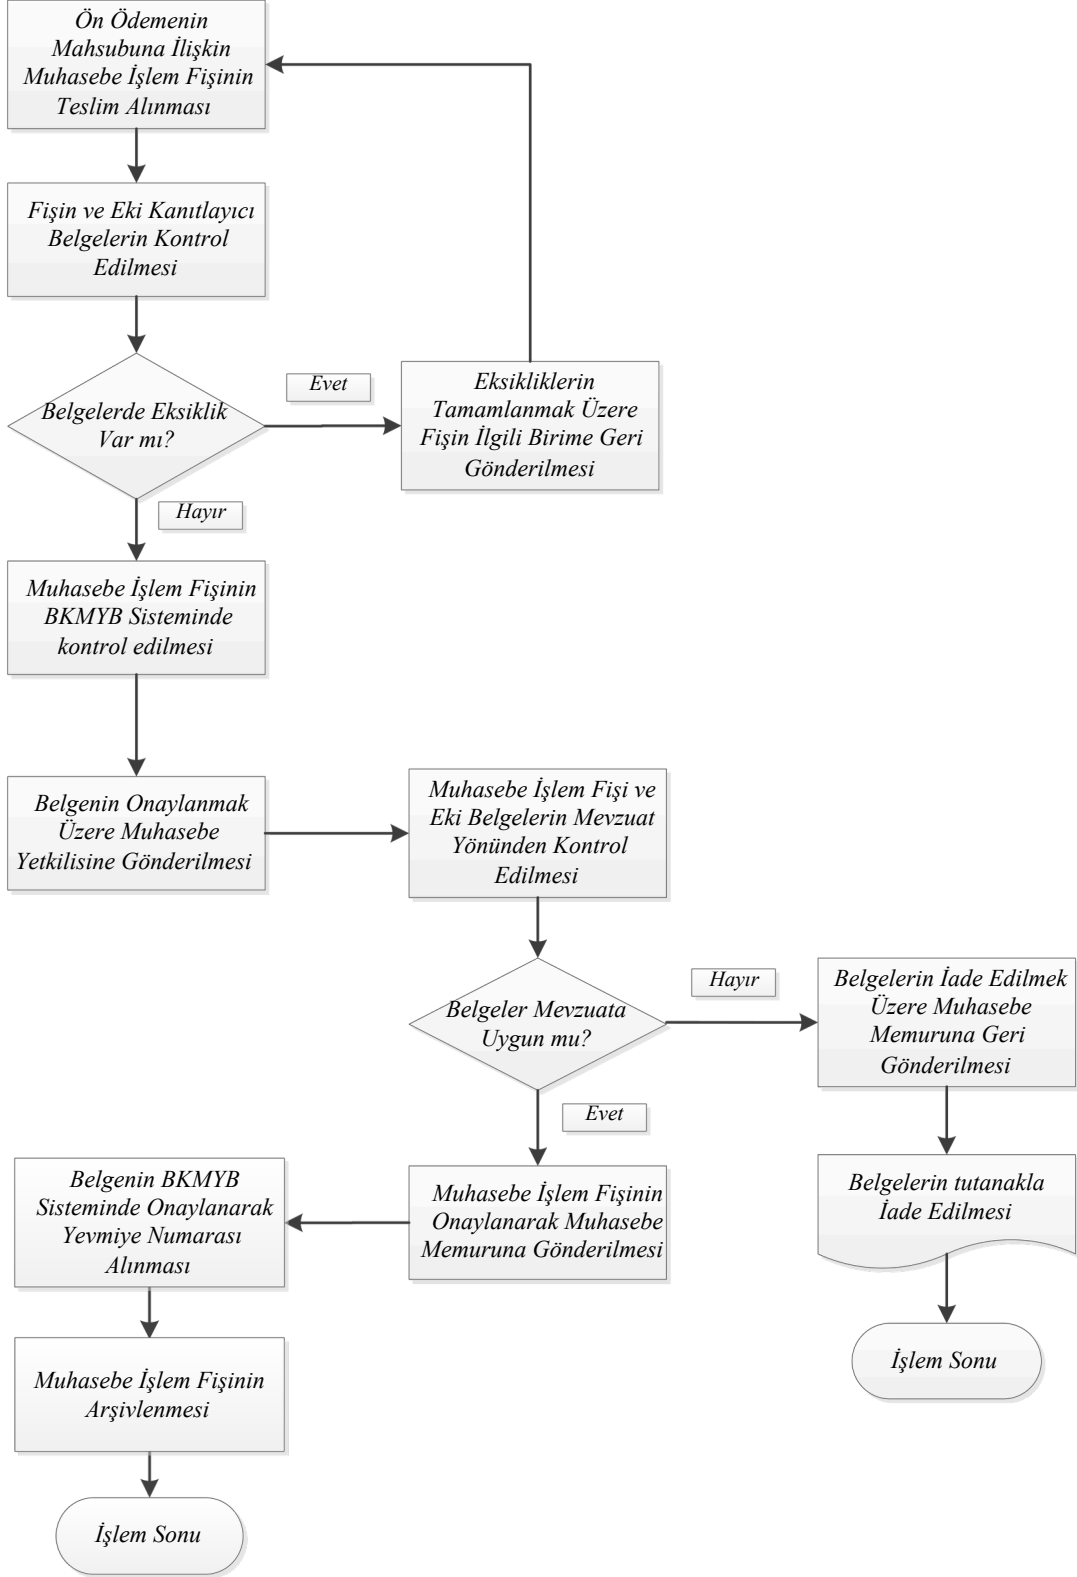 Ön Ödemenin
Mahsubuna İlişkin
Muhasebe İşlem Fişinin
Teslim Alınması
Fişin ve Eki Kanıtlayıcı
Belgelerin Kontrol
Edilmesi
Belgelerde Eksiklik
Var mı?
Evet
Eksikliklerin
Tamamlanmak Üzere
Fişin İlgili Birime Geri
Gönderilmesi
Hayır
Muhasebe İşlem Fişinin
BKMYB Sisteminde
kontrol edilmesi
Belgenin Onaylanmak
Üzere Muhasebe
Yetkilisine Gönderilmesi
Muhasebe İşlem Fişi ve
Eki Belgelerin Mevzuat
Yönünden Kontrol
Edilmesi
Belgeler Mevzuata
Uygun mu?
Hayır
Belgelerin İade Edilmek
Üzere Muhasebe
Memuruna Geri
Gönderilmesi
Evet
Belgelerin tutanakla
İade Edilmesi
İşlem Sonu
Muhasebe İşlem Fişinin
Onaylanarak Muhasebe
Memuruna Gönderilmesi
Belgenin BKMYB
Sisteminde Onaylanarak
Yevmiye Numarası
Alınması
Muhasebe İşlem Fişinin
Arşivlenmesi
İşlem Sonu